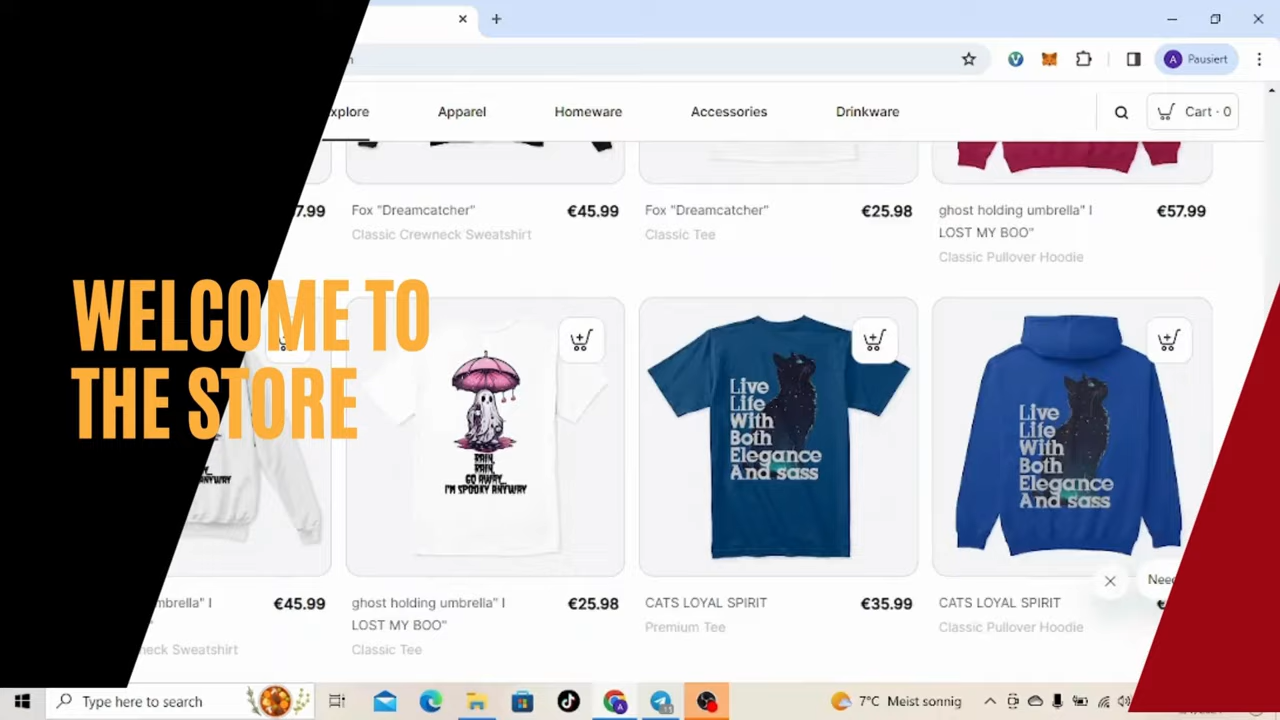 Pausiert
xplore
Apparel
Homeware
Accessories
Drinkware
Cart · 0
7.99
Fox "Dreamcatcher"
€45.99
Classic Crewneck Sweatshirt
Fox "Dreamcatcher"
€25.98
Classic Tee
ghost holding umbrella" I
LOST MY BOO"
€57.99
Classic Pullover Hoodie
WELCOME TO
THE STORE
RAIN,
RAIN,
GO AWAY,
I'M SPOOKY ANYWAY
Live
Life
With
Both
Elegance
And sass
Live
Life
With
Both
Elegance
And sass
mbrella" I
€45.99
neck Sweatshirt
ghost holding umbrella" I
LOST MY BOO"
€25.98
Classic Tee
CATS LOYAL SPIRIT
€35.99
Premium Tee
CATS LOYAL SPIRIT
Classic Pullover Hoodie
Type here to search
7°C Meist sonnig